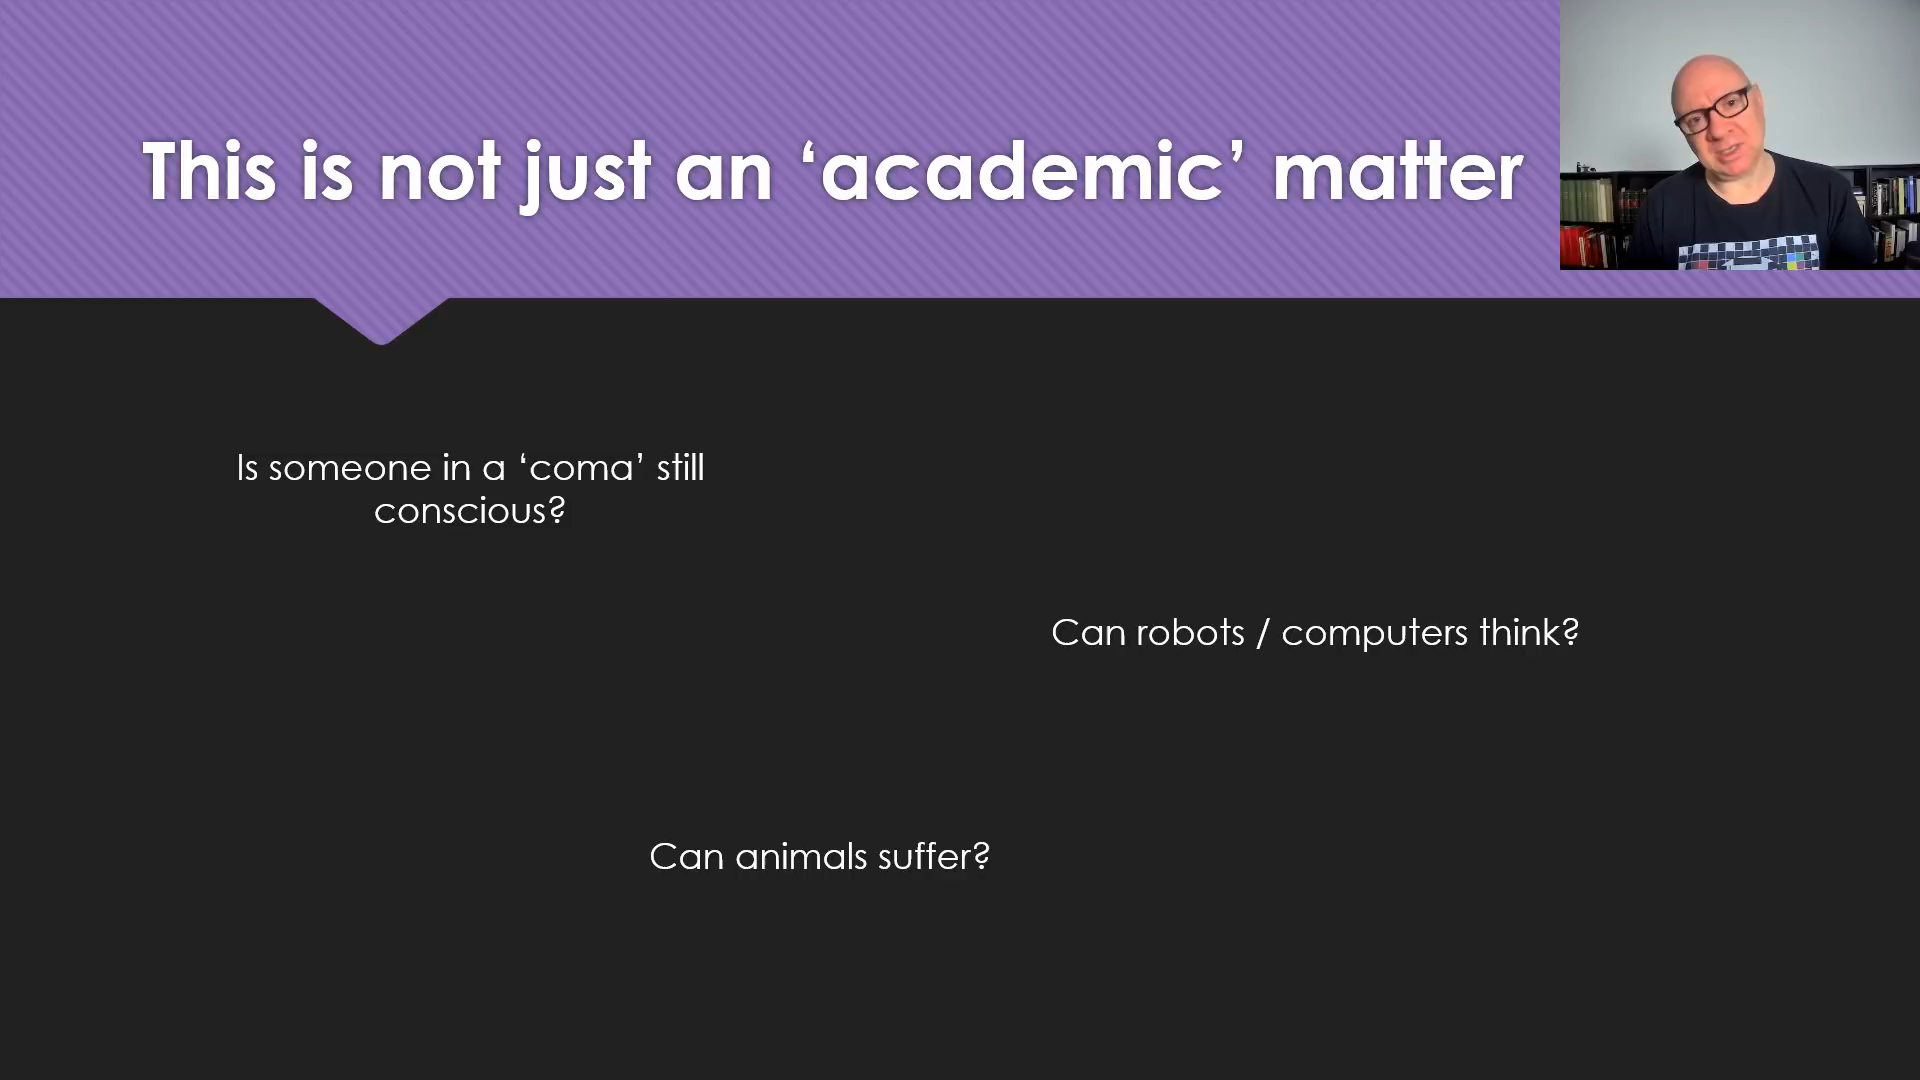 This is not just an ‘academic’ matter
Is someone in a ‘coma’ still
conscious?
Can robots / computers think?
Can animals suffer?